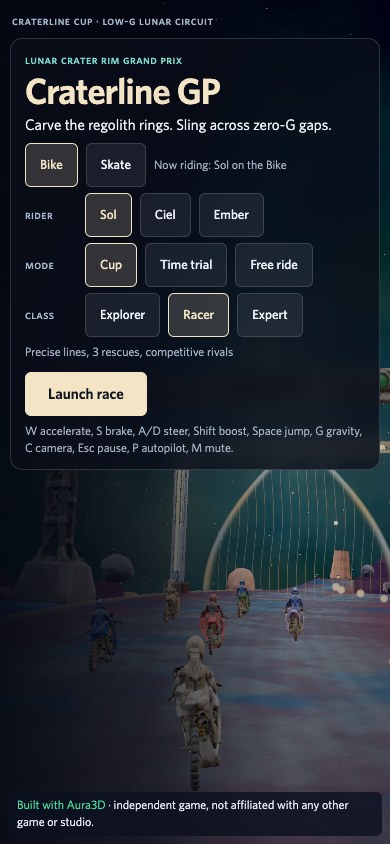 CRATERLINE CUP · LOW-G LUNAR CIRCUIT
LUNAR CRATER RIM GRAND PRIX
Craterline GP
Carve the regolith rings. Sling across zero-G gaps.
Bike Skate Now riding: Sol on the Bike
RIDER Sol Ciel Ember
MODE Cup Time trial Free ride
CLASS Explorer Racer Expert
Precise lines, 3 rescues, competitive rivals
Launch race
W accelerate, S brake, A/D steer, Shift boost, Space jump, G gravity,
C camera, Esc pause, P autopilot, M mute.
Built with Aura3D · independent game, not affiliated with any other
game or studio.